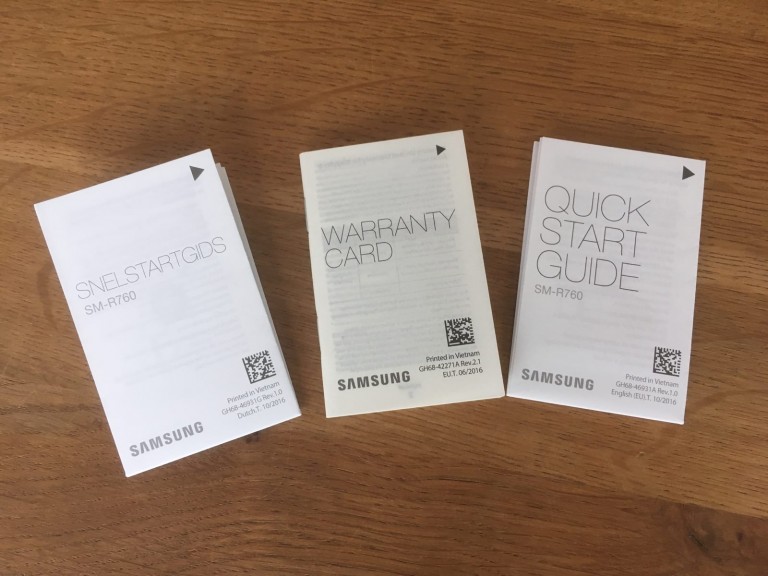 SNELSTARTGIDS
SM-R760
Printed in Vietnam
GH68-46931G Rev.1.0
Dutch.T. 10/2016
SAMSUNG
WARRANTY
CARD
Printed in Vietnam
GH68-42271A Rev.2.1
EU.T. 06/2016
SAMSUNG
QUICK
START
GUIDE
SM-R760
Printed in Vietnam
GH68-46931A Rev.1.0
English (EU).T. 10/2016
SAMSUNG